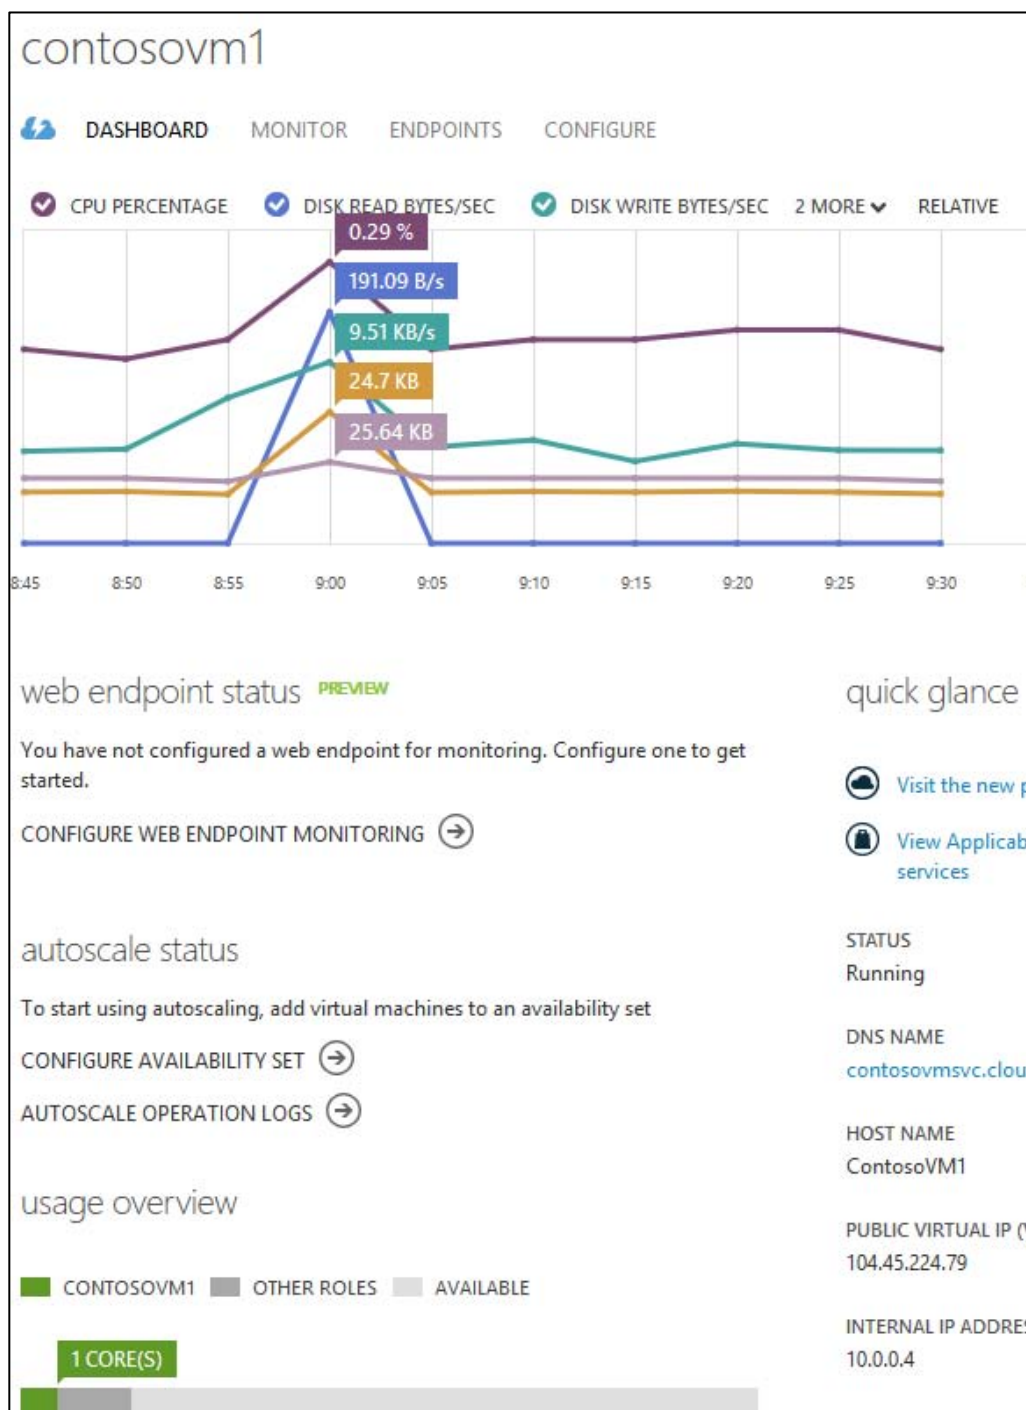 contosovm1
DASHBOARD MONITOR ENDPOINTS CONFIGURE
CPU PERCENTAGE DISK READ BYTES/SEC DISK WRITE BYTES/SEC 2 MORE RELATIVE
0.29 %
191.09 B/s
9.51 KB/s
24.7 KB
25.64 KB
8:45 8:50 8:55 9:00 9:05 9:10 9:15 9:20 9:25 9:30
web endpoint status PREVIEW
You have not configured a web endpoint for monitoring. Configure one to get
started.
CONFIGURE WEB ENDPOINT MONITORING
autoscale status
To start using autoscaling, add virtual machines to an availability set
CONFIGURE AVAILABILITY SET
AUTOSCALE OPERATION LOGS
usage overview
CONTOSOVM1 OTHER ROLES AVAILABLE
1 CORE(S)
quick glance
Visit the new
View Applicab
services
STATUS
Running
DNS NAME
contosovmsvc.clou
HOST NAME
ContosoVM1
PUBLIC VIRTUAL IP (
104.45.224.79
INTERNAL IP ADDRES
10.0.0.4